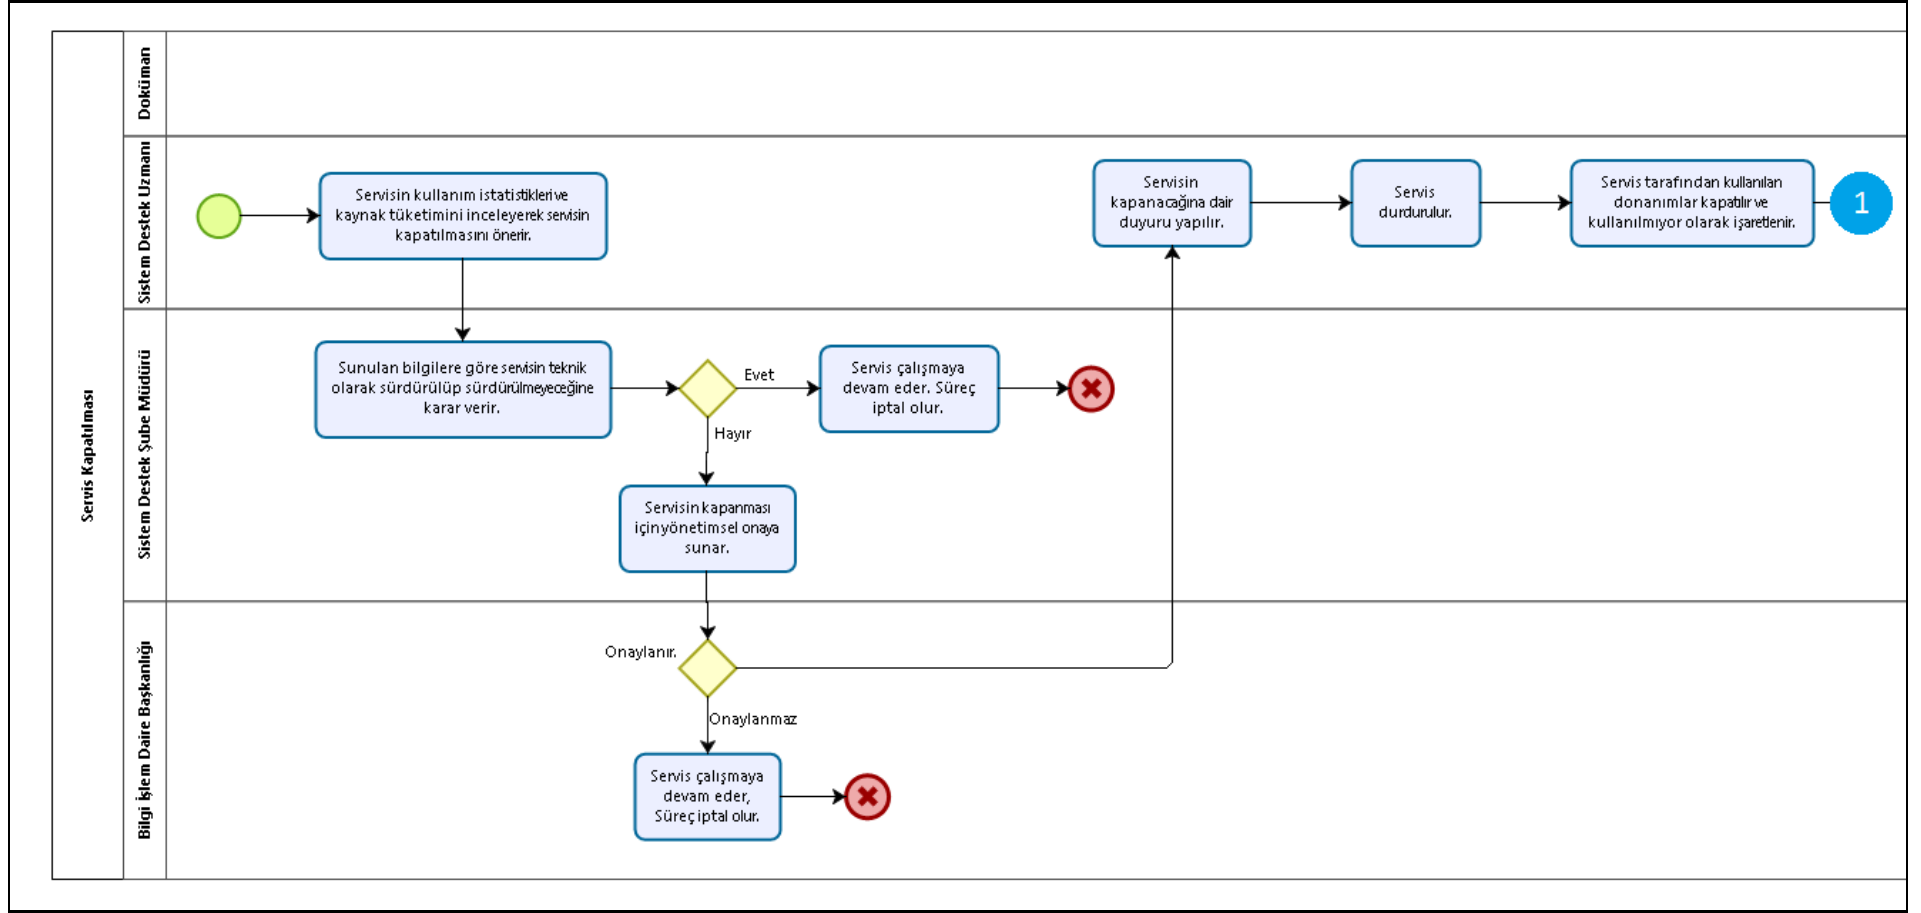 Servis Kapatılması
Doküman
Sistem Destek Uzmanı
Servisin kullanım istatistikleri ve
kaynak tüketimini inceleyerek servisin
kapatılmasını önerir.
Servisin
kapanacağına dair
duyuru yapılır.
Servis
durdurulur.
Servis tarafından kullanılan
donanımlar kapatılır ve
kullanılmıyor olarak işaretlenir.
1
Sistem Destek Şube Müdürü
Sunulan bilgilere göre servisin teknik
olarak sürdürülüp sürdürülmeyeceğine
karar verir.
Evet
Servis çalışmaya
devam eder. Süreç
iptal olur.
Hayır
Servisin kapanması
için yönetimsel onaya
sunar.
Bilgi İşlem Daire Başkanlığı
Onaylanır.
Onaylanmaz
Servis çalışmaya
devam eder,
Süreç iptal olur.